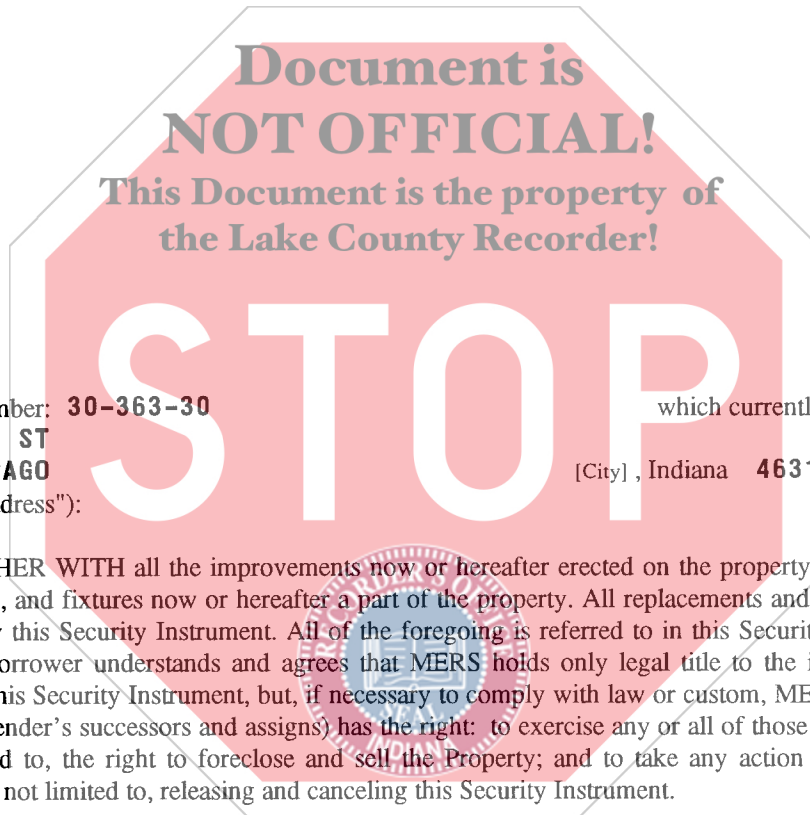 Document is
NOT OFFICIAL!
This Document is the property of
the Lake County Recorder!
STOP
nber: 30-363-30 which currentl
ST
AGO [City] , Indiana 4631
dress"):
HER WITH all the improvements now or hereafter erected on the property
, and fixtures now or hereafter a part of the property. All replacements and
this Security Instrument. All of the foregoing is referred to in this Securit
orrower understands and agrees that MERS holds only legal title to the i
his Security Instrument, but, if necessary to comply with law or custom, ME
ender's successors and assigns) has the right: to exercise any or all of those
d to, the right to foreclose and sell the Property; and to take any action
not limited to, releasing and canceling this Security Instrument.
RECORDER'S OFFICE
SEAL
INDIANA